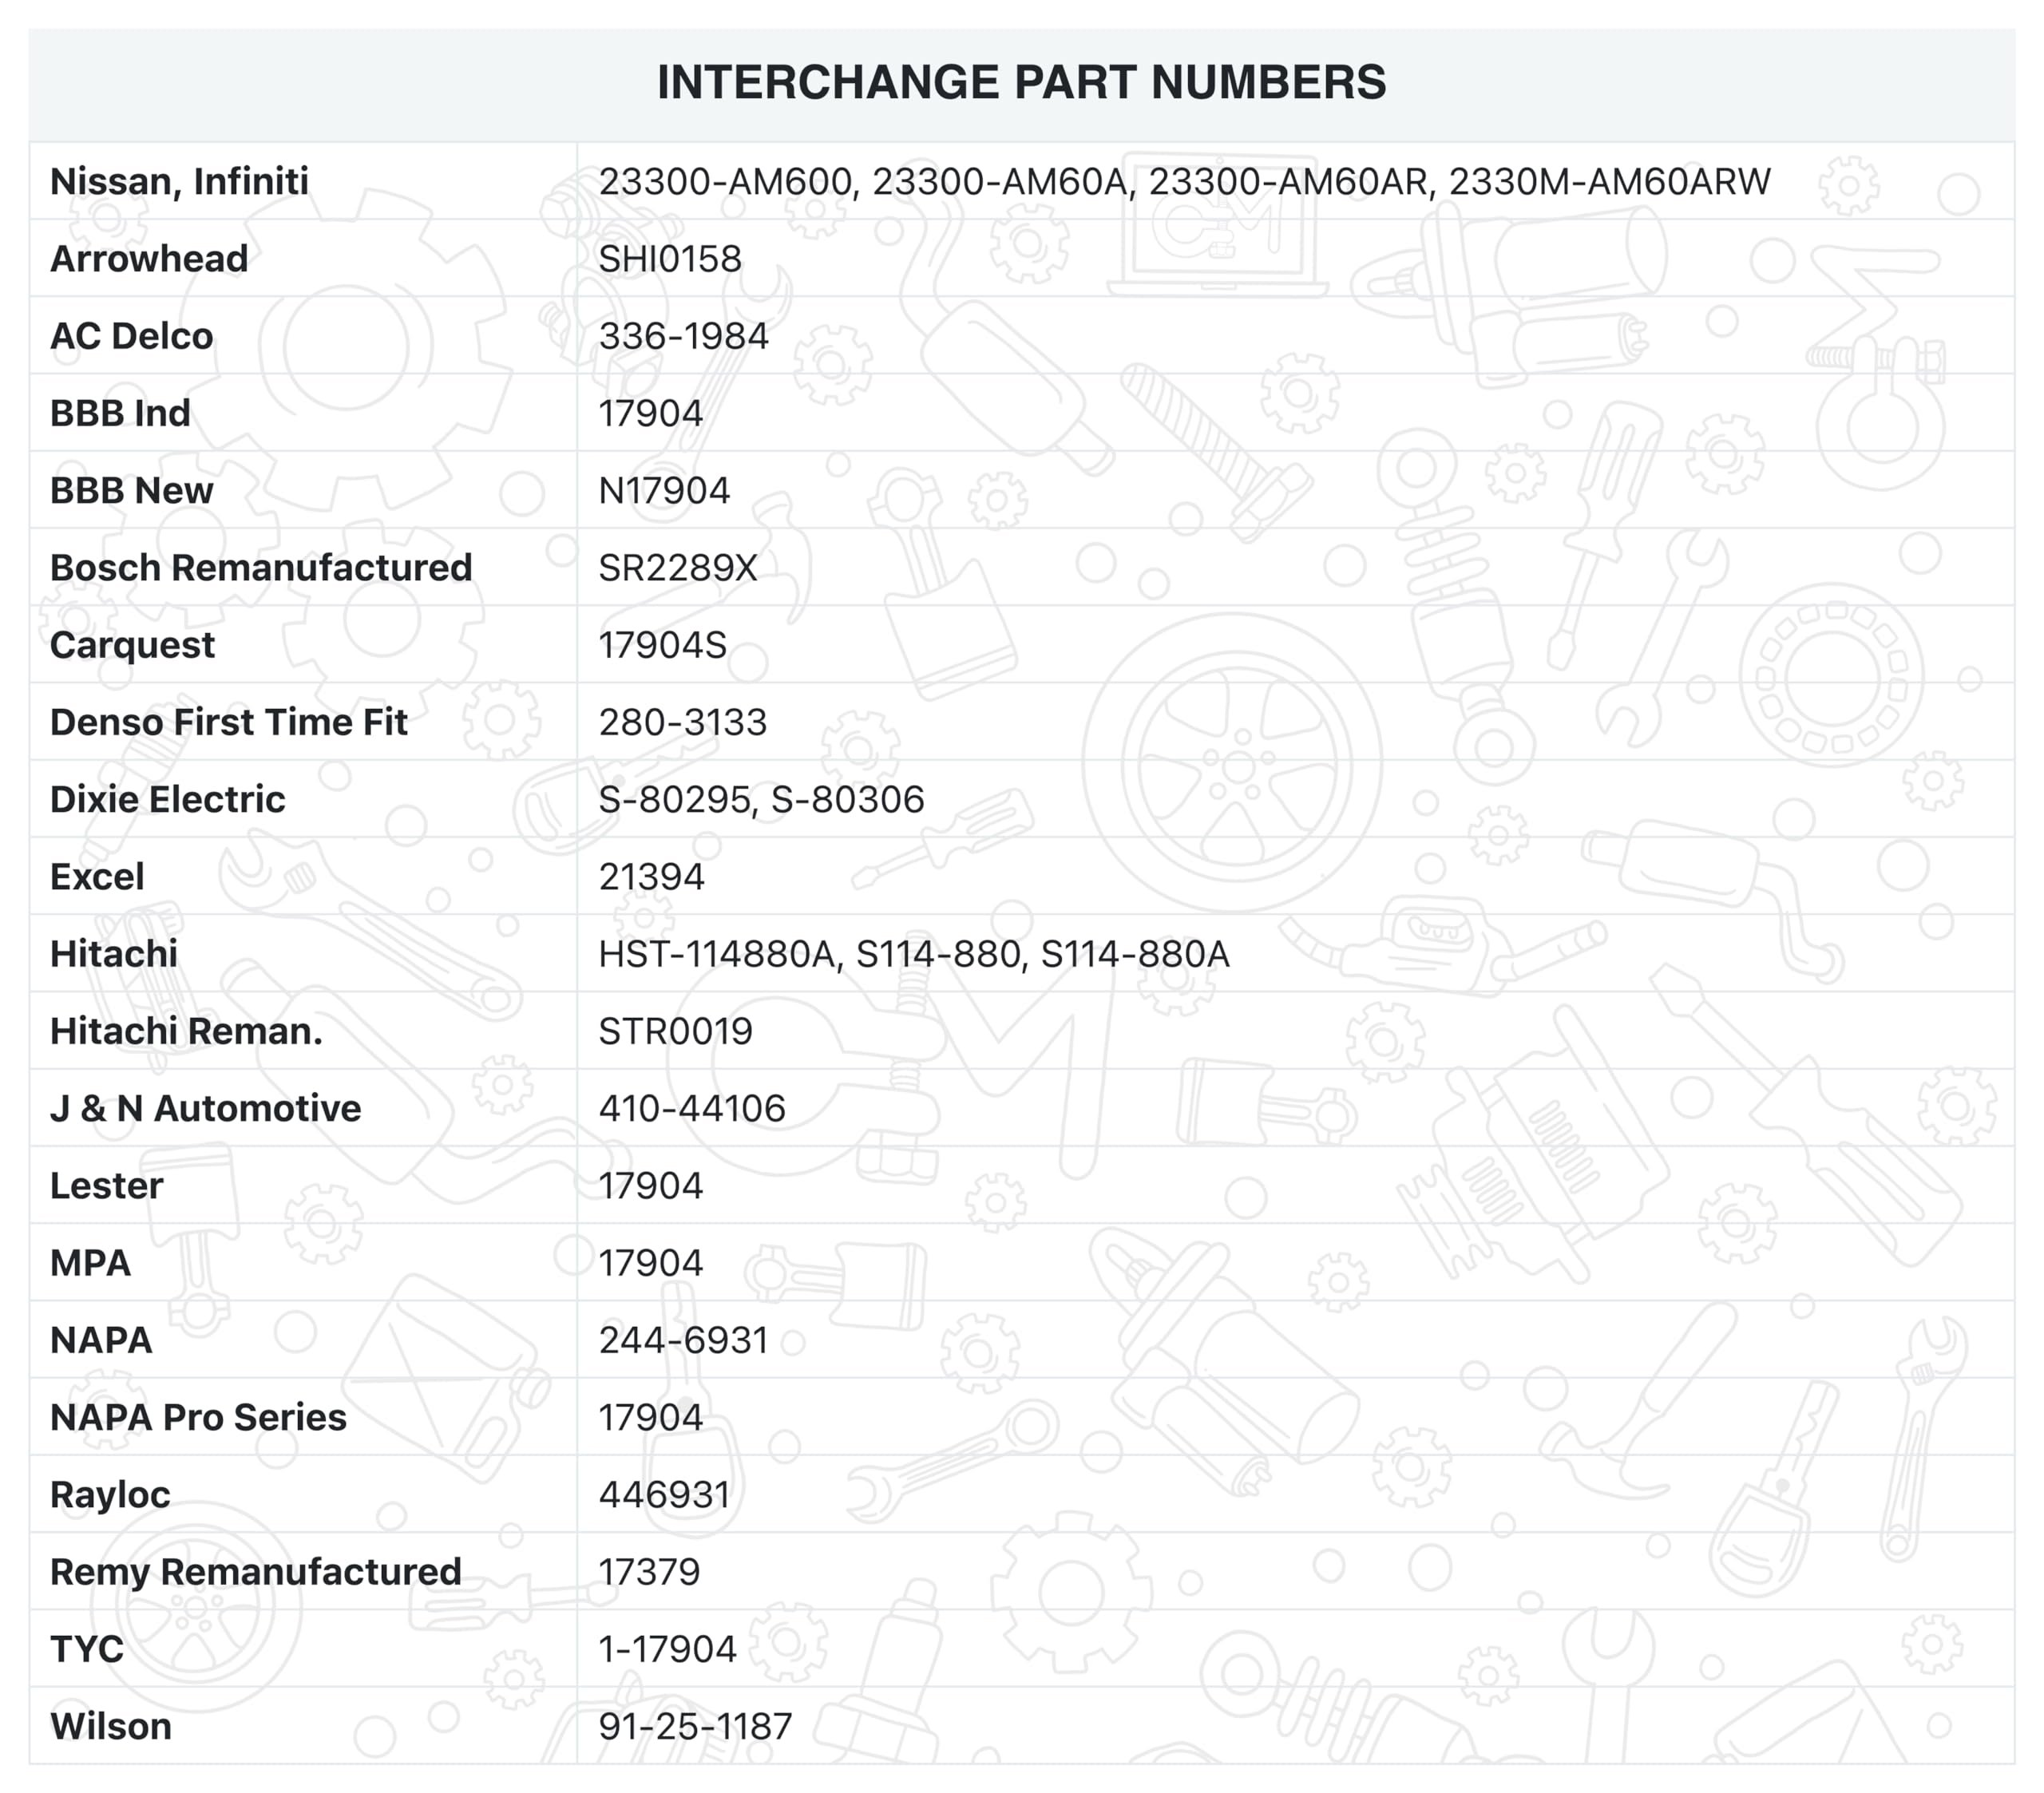 INTERCHANGE PART NUMBERS
Nissan, Infiniti 23300-AM600, 23300-AM60A, 23300-AM60AR, 2330M-AM60ARW
Arrowhead SHI0158
AC Delco 336-1984
BBB Ind 17904
BBB New N17904
Bosch Remanufactured SR2289X
Carquest 17904S
Denso First Time Fit 280-3133
Dixie Electric S-80295, S-80306
Excel 21394
Hitachi HST-114880A, S114-880, S114-880A
Hitachi Reman. STR0019
J & N Automotive 410-44106
Lester 17904
MPA 17904
NAPA 244-6931
NAPA Pro Series 17904
Rayloc 446931
Remy Remanufactured 17379
TYC 1-17904
Wilson 91-25-1187